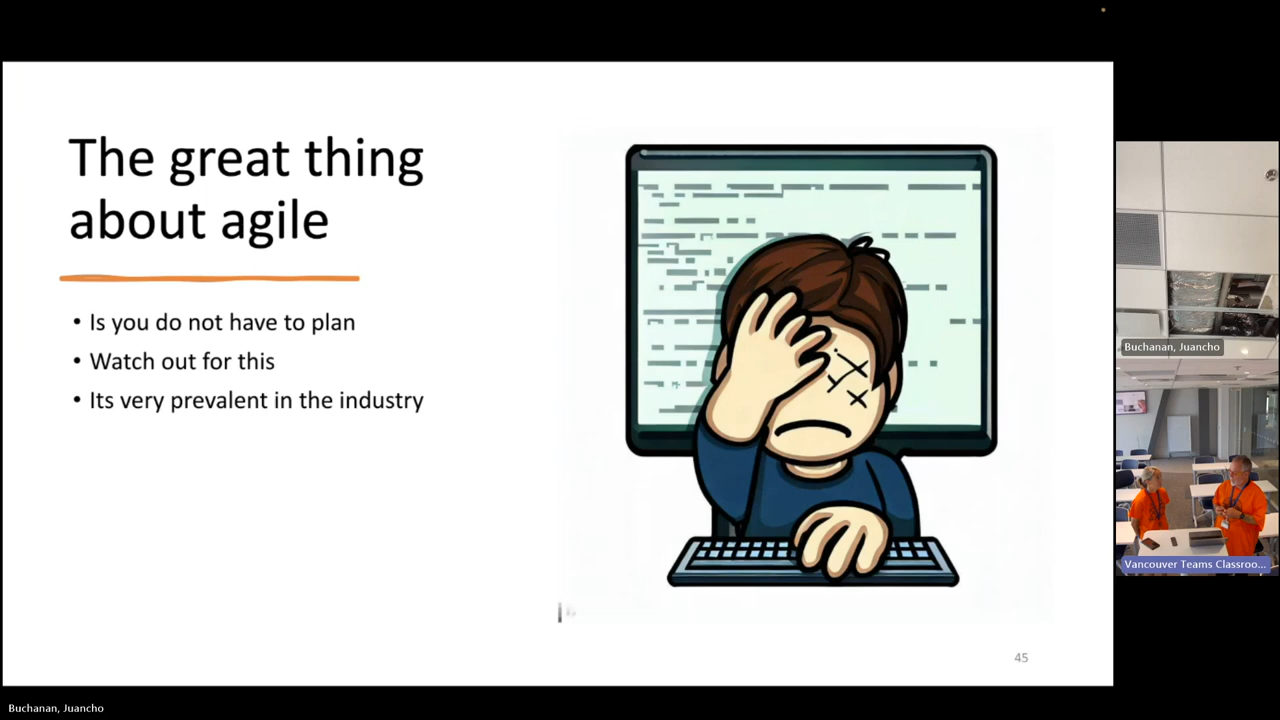 The great thing
about agile
• Is you do not have to plan
• Watch out for this
• Its very prevalent in the industry
45
Buchanan, Juancho
Vancouver Teams Classroo...
Buchanan, Juancho